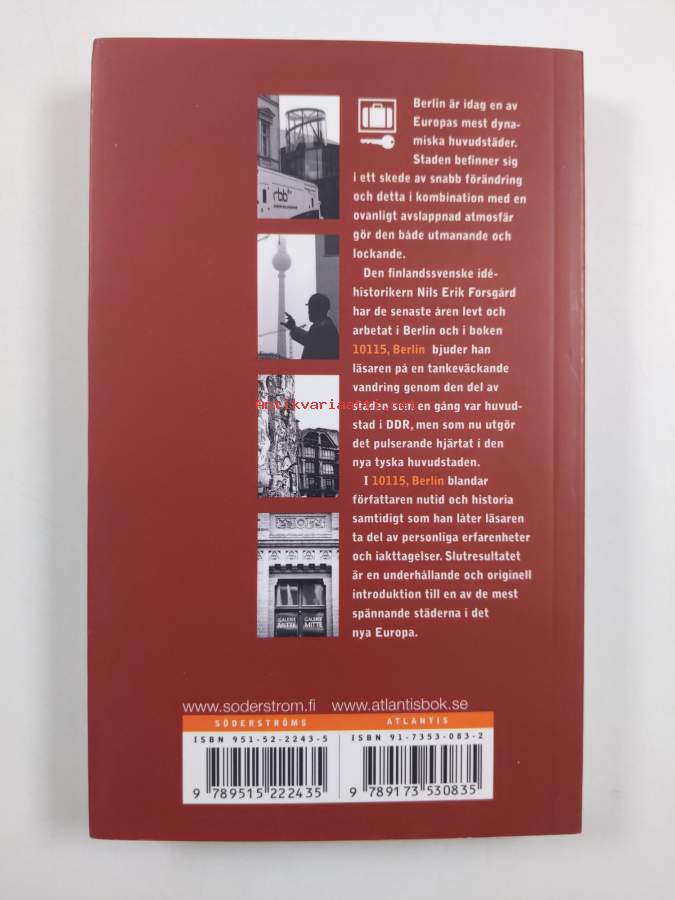 Berlin är idag en av
Europas mest dyna-
miska huvudstäder.
Staden befinner sig
i ett skede av snabb förändring
och detta i kombination med en
ovanligt avslappnad atmosfär
gör den både utmanande och
lockande.
Den finlandssvenske idé-
historikern Nils Erik Forsgård
har de senaste åren levt och
arbetat i Berlin och i boken
10115, Berlin bjuder han
läsaren på en tankeväckande
vandring genom den del av
staden som en gång var huvud-
stad i DDR, men som nu utgör
det pulserande hjärtat i den
nya tyska huvudstaden.
I 10115, Berlin blandar
författaren nutid och historia
samtidigt som han låter läsaren
ta del av personliga erfarenheter
och iakttagelser. Slutresultatet
är en underhållande och originell
introduktion till en av de mest
spännande städerna i det
nya Europa.
rbb
GALERIE MITTE
GALERIE MITTE
Antikvariaatti.net
www.soderstrom.fi www.atlantisbok.se
SÖDERSTRÖMS ATLANTIS
ISBN 951-52-2243-5 ISBN 91-7353-083-2
9 789515 222435 9 789173 530835